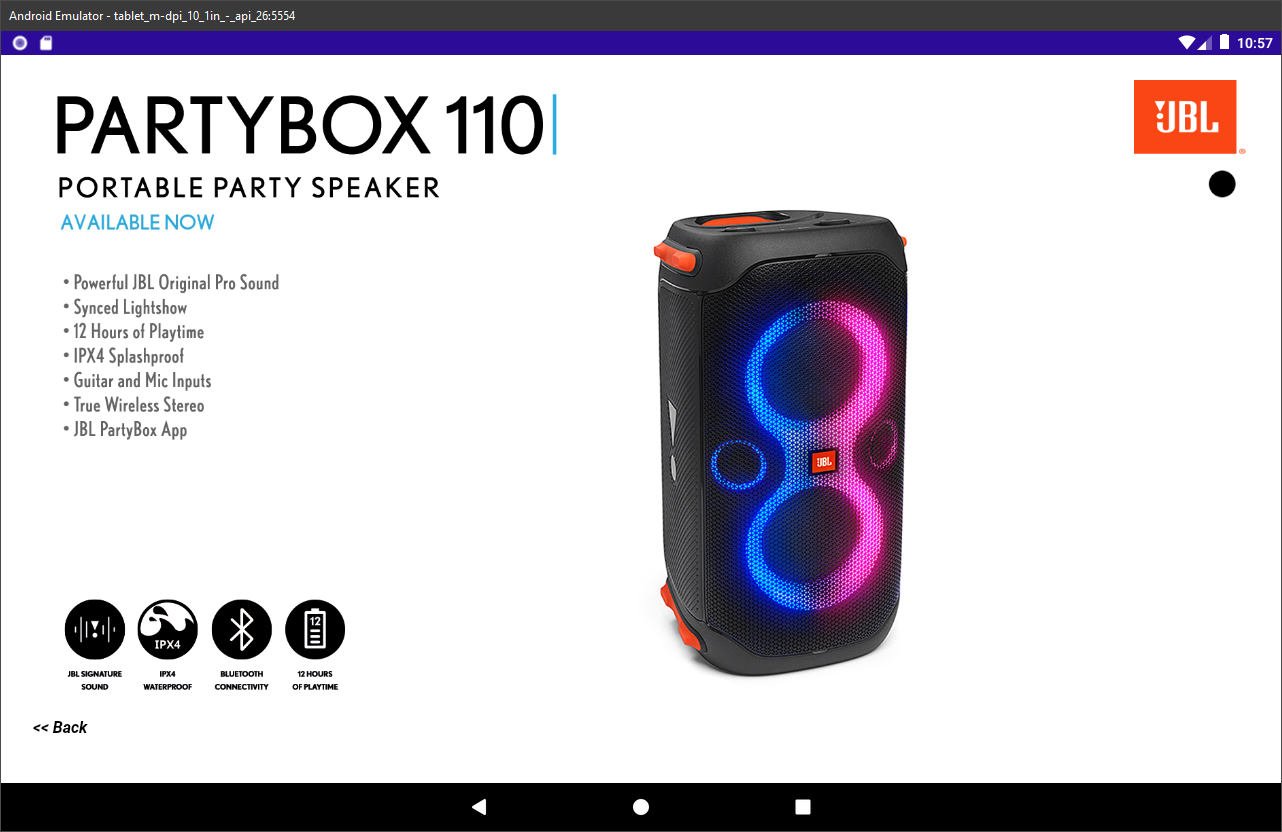 Android Emulator - tablet_m-dpi_10_1in_-_api_26:5554
10:57
PARTYBOX 110
JBL
®
PORTABLE PARTY SPEAKER
AVAILABLE NOW
• Powerful JBL Original Pro Sound
• Synced Lightshow
• 12 Hours of Playtime
• IPX4 Splashproof
• Guitar and Mic Inputs
• True Wireless Stereo
• JBL PartyBox App
JBL
IPX4
12
JBL SIGNATURE
SOUND
IPX4
WATERPROOF
BLUETOOTH
CONNECTIVITY
12 HOURS
OF PLAYTIME
<< Back